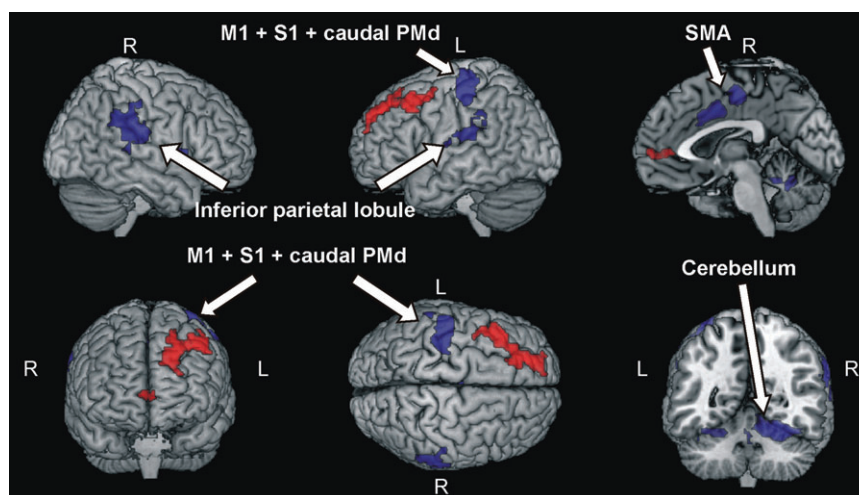 M1 + S1 + caudal PMd
SMA
R
L
R
Inferior parietal lobule
M1 + S1 + caudal PMd
Cerebellum
L
R
L
L
R
R